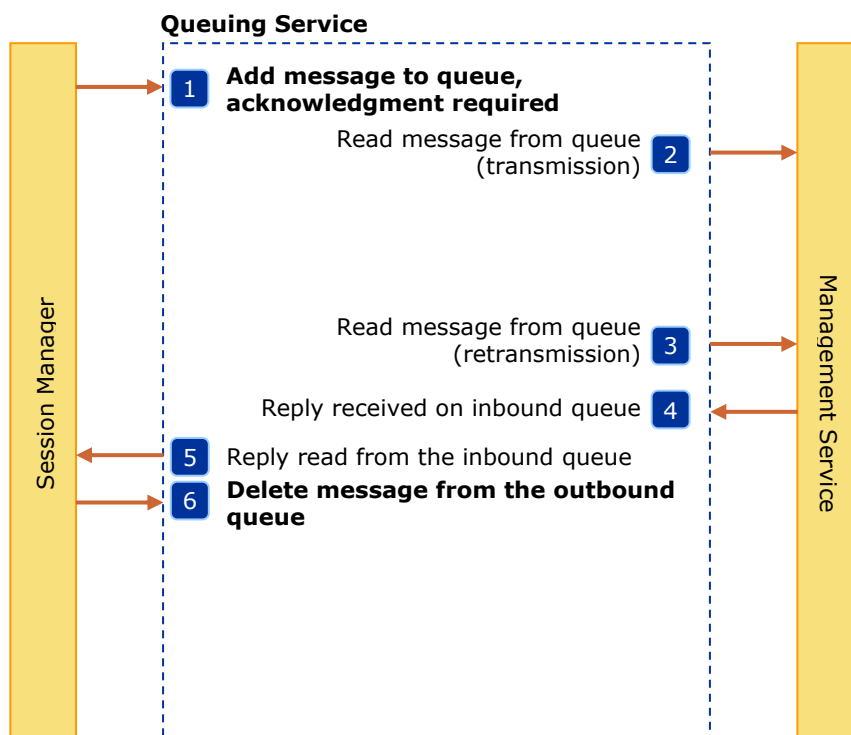 Queuing Service
1
Add message to queue,
acknowledgment required
Read message from queue
(transmission)
2
Read message from queue
(retransmission)
3
Reply received on inbound queue
4
5
Reply read from the inbound queue
6
Delete message from the outbound
queue
Session Manager
Management Service